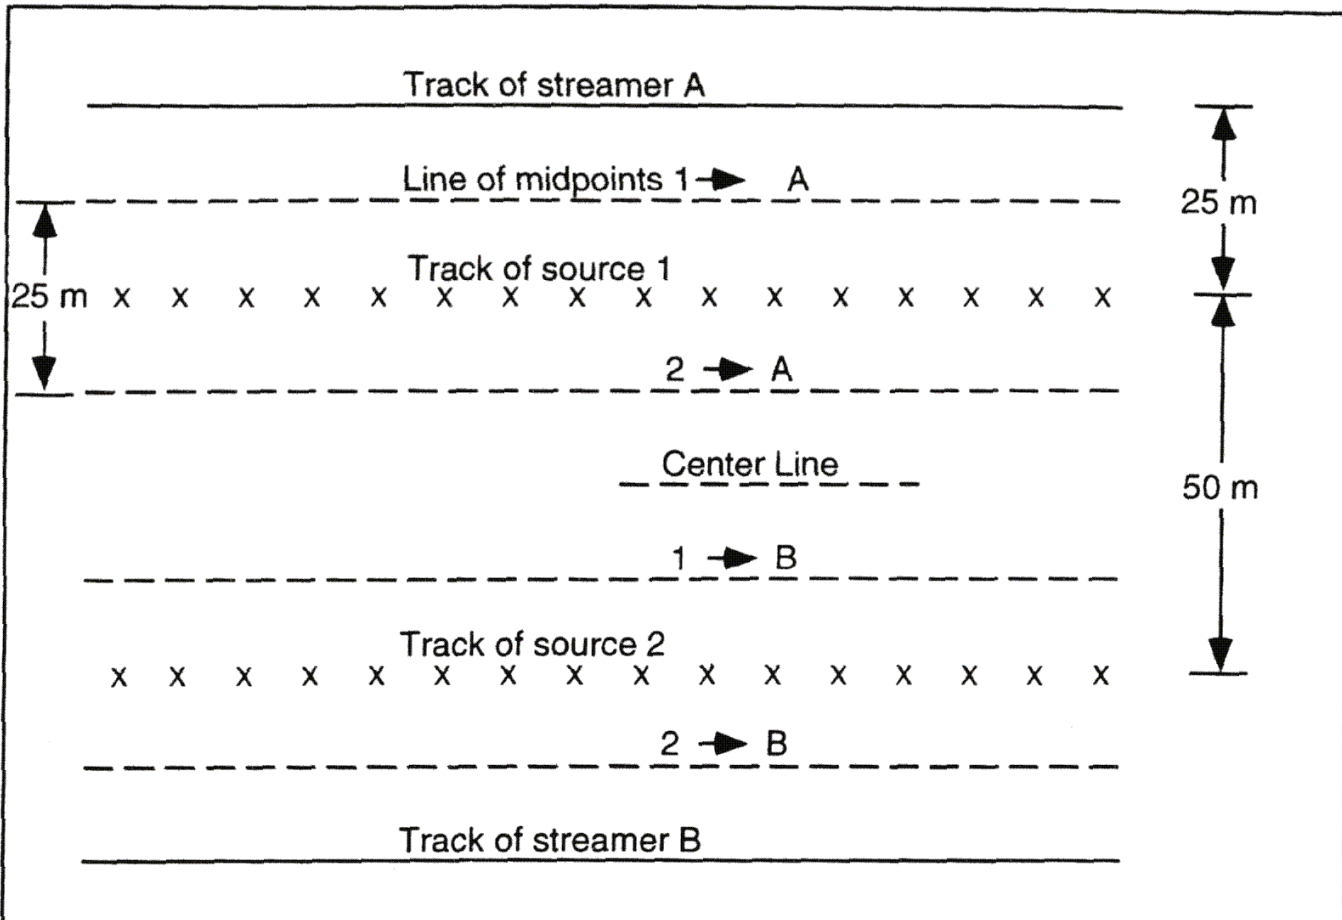 Track of streamer A
Line of midpoints 1 → A
25 m
Track of source 1
25 m x x x x x x x x x x x x x x x x
2 → A
Center Line
50 m
1 → B
Track of source 2
x x x x x x x x x x x x x x x x
2 → B
Track of streamer B